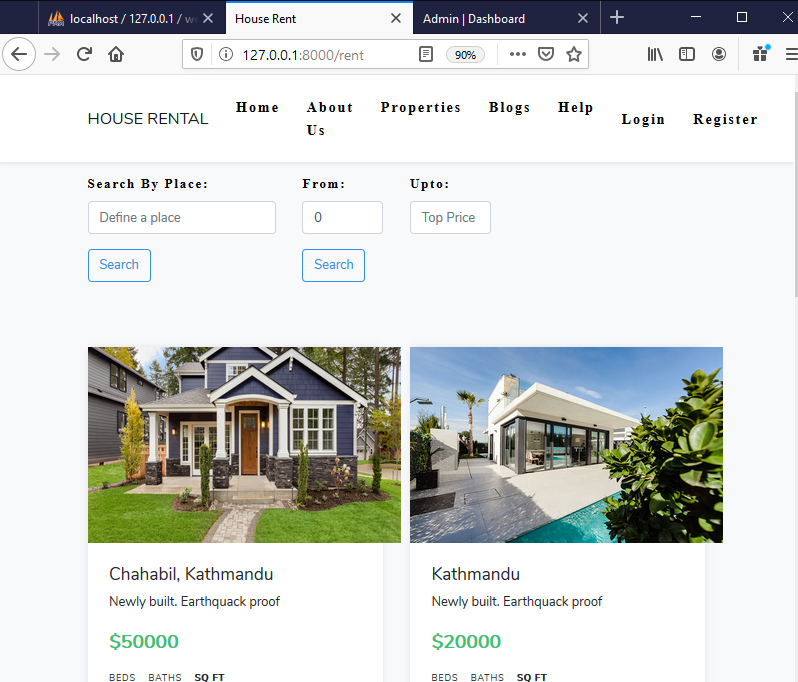 localhost / 127.0.0.1 / w
House Rent
Admin | Dashboard
127.0.0.1:8000/rent
90%
HOUSE RENTAL
Home
About Us
Properties
Blogs
Help
Login
Register
Search By Place:
From:
Upto:
Define a place
0
Top Price
Search
Search
Chahabil, Kathmandu
Newly built. Earthquack proof
$50000
BEDS BATHS SQ FT
Kathmandu
Newly built. Earthquack proof
$20000
BEDS BATHS SQ FT